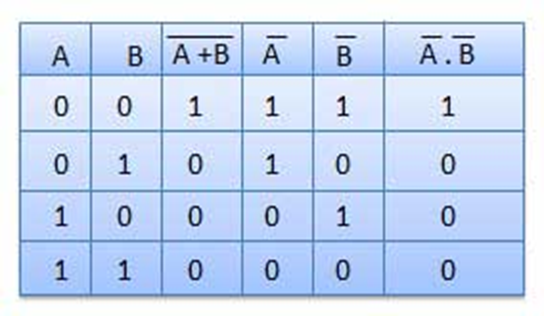 A B A̅ ̅+̅B̅ A̅ B̅ A̅ . B̅
0 0 1 1 1 1
0 1 0 1 0 0
1 0 0 0 1 0
1 1 0 0 0 0